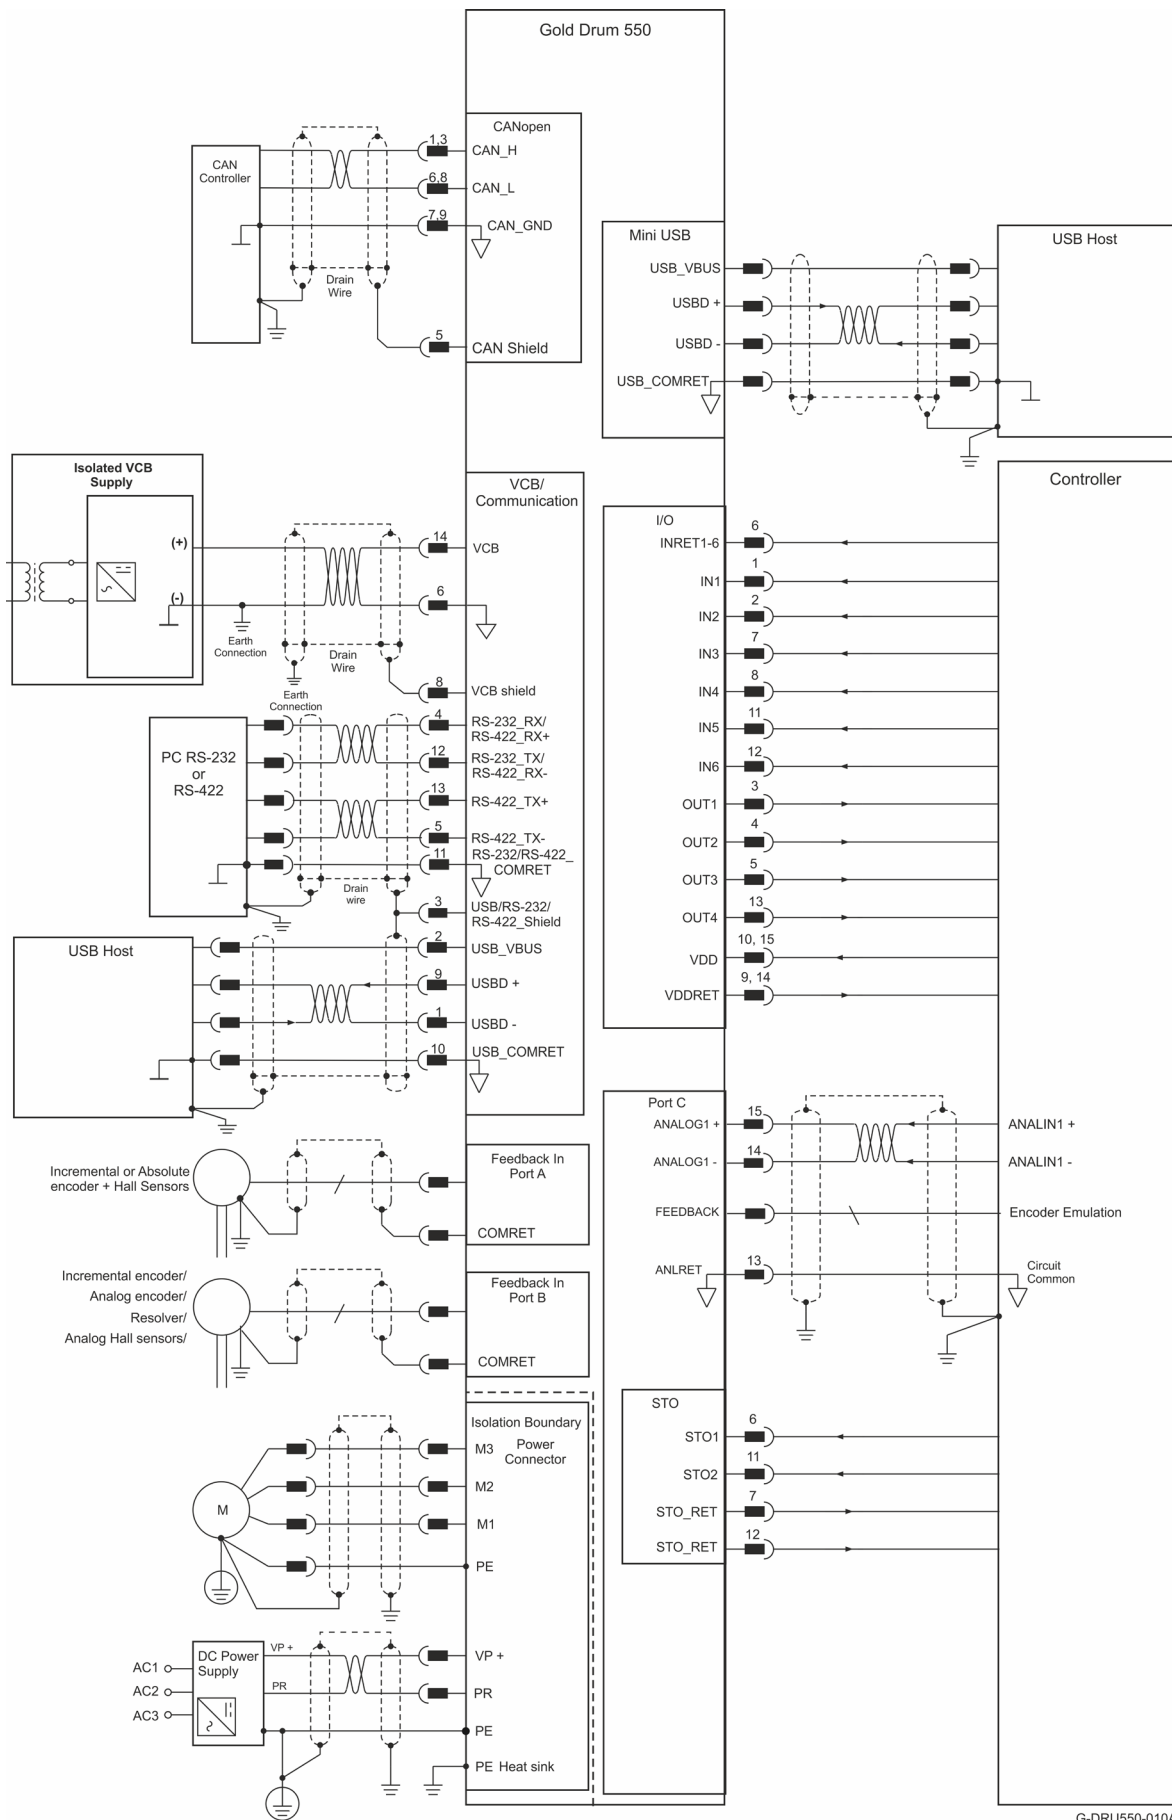 Gold Drum 550
CANopen
CAN
Controller
1,3
CAN_H
6,8
CAN_L
7,9
CAN_GND
Drain
Wire
5
CAN Shield
Mini USB
USB_VBUS
USBD +
USBD -
USB_COMRET
USB Host
Isolated VCB
Supply
(+)
(-)
Earth
Connection
Drain
Wire
Earth
Connection
VCB/
Communication
14
VCB
6
8
VCB shield
PC RS-232
or
RS-422
4
RS-232_RX/
RS-422_RX+
12
RS-232_TX/
RS-422_RX-
13
RS-422_TX+
5
RS-422_TX-
11
RS-232/RS-422_
COMRET
Drain
wire
3
USB/RS-232/
RS-422_Shield
USB Host
2
USB_VBUS
9
USBD +
1
USBD -
10
USB_COMRET
Controller
I/O
6
INRET1-6
1
IN1
2
IN2
7
IN3
8
IN4
11
IN5
12
IN6
3
OUT1
4
OUT2
5
OUT3
13
OUT4
10, 15
VDD
9, 14
VDDRET
Port C
15
ANALOG1 +
ANALIN1 +
14
ANALOG1 -
ANALIN1 -
FEEDBACK
Encoder Emulation
13
ANLRET
Circuit
Common
Incremental or Absolute
encoder + Hall Sensors
Feedback In
Port A
COMRET
Incremental encoder/
Analog encoder/
Resolver/
Analog Hall sensors/
Feedback In
Port B
COMRET
STO
6
STO1
11
STO2
7
STO_RET
12
STO_RET
Isolation Boundary
Power
Connector
M
M3
M2
M1
PE
AC1
AC2
AC3
DC Power
Supply
VP +
PR
VP +
PR
PE
PE Heat sink
G-DRU550-010A